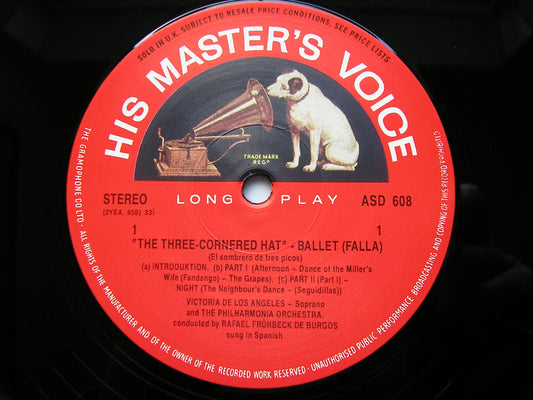 SOLD IN U.K. SUBJECT TO RESALE PRICE CONDITIONS, SEE PRICE LISTS
HIS MASTER'S VOICE
TRADE MARK
REGD
STEREO
(2YEA. 950) 33⅓
LONG PLAY
ASD 608
1
1
"THE THREE-CORNERED HAT" - BALLET (FALLA)
(El sombrero de tres picos)
(a) INTRODUKTION. (b) PART I (Afternoon – Dance of the Miller's
Wife (Fandango) – The Grapes). (c) PART II (Part I) –
NIGHT (The Neighbour's Dance – (Seguidillas))
VICTORIA DE LOS ANGELES – Soprano
and THE PHILHARMONIA ORCHESTRA,
conducted by RAFAEL FRÜHBECK DE BURGOS
sung in Spanish
THE GRAMOPHONE CO. LTD. · ALL RIGHTS OF THE MANUFACTURER AND OF THE OWNER OF THE RECORDED WORK RESERVED · UNAUTHORISED PUBLIC PERFORMANCE BROADCASTING AND COPYING OF THIS RECORD PROHIBITED